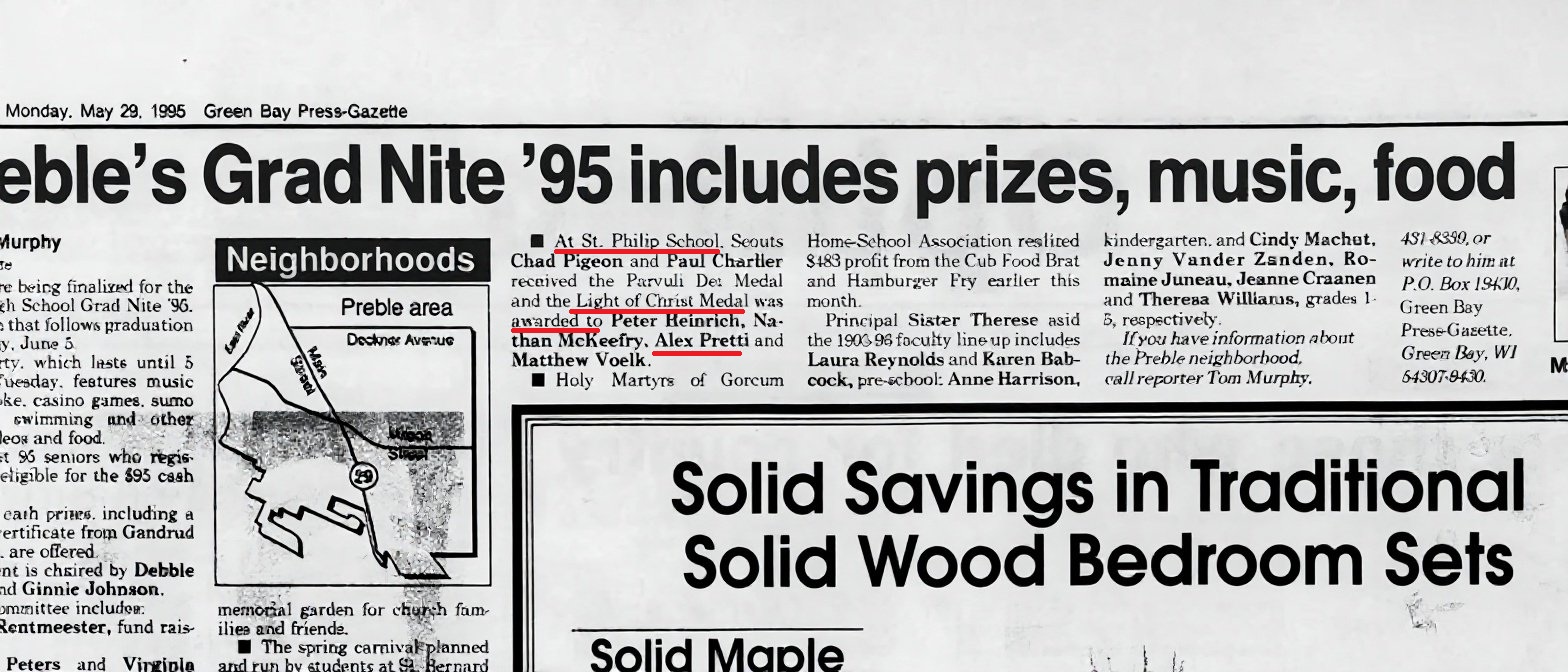 Monday, May 29, 1995 Green Bay Press-Gazette
eble's Grad Nite '95 includes prizes, music, food
Murphy
re being finalized for the
gh School Grad Nite '96.
that follows graduation
y, June 5.
rty, which lasts until 5
Tuesday, features music
oke, casino games, sumo
swimming and other
deos and food.
st 95 seniors who regis-
eligible for the $95 cash
cash prizes, including a
certificate from Gandrud
are offered.
nt is chaired by Debble
nd Ginnie Johnson.
ommittee includes:
Rentmeester, fund rais-
Peters and Virginia
Neighborhoods
Preble area
East River
Deckner Avenue
Main
Street
29
memorial garden for church fam-
ilies and friends.
■ The spring carnival planned
and run by students at St. Bernard
■ At St. Philip School, Scouts
Chad Pigeon and Paul Charlier
received the Parvuli Dei Medal
and the Light of Christ Medal was
awarded to Peter Heinrich, Na-
than McKeefry, Alex Pretti and
Matthew Voelk.
■ Holy Martyrs of Gorcum
Home-School Association reslized
$483 profit from the Cub Food Brat
and Hamburger Fry earlier this
month.
Principal Sister Therese asid
the faculty line-up includes
Laura Reynolds and Karen Bab-
cock, pre-school: Anne Harrison,
kindergarten, and Cindy Machut,
Jenny Vander Zanden, Ro-
maine Juneau, Jeanne Craanen
and Theresa Williams, grades 1-
5, respectively.
If you have information about
the Preble neighborhood,
call reporter Tom Murphy,
or
write to him at
P.O. Box 19430,
Green Bay
Press-Gazette,
Green Bay, WI
54307-9430.
Solid Savings in Traditional
Solid Wood Bedroom Sets
Solid Maple